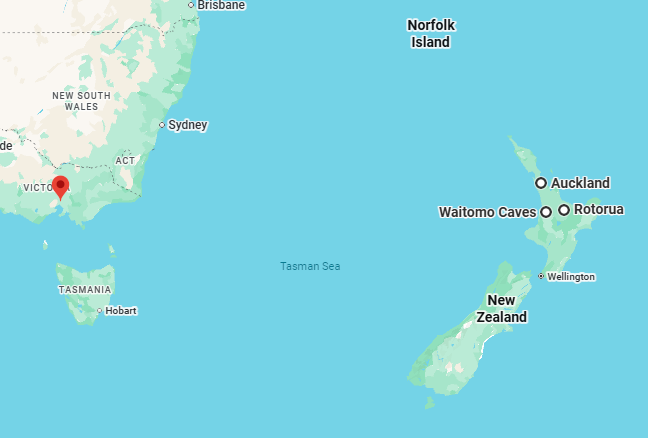 Brisbane
Norfolk
Island
NEW SOUTH
WALES
Sydney
de
ACT
Auckland
VICTO
Waitomo Caves
Rotorua
Tasman Sea
Wellington
TASMANIA
New
Zealand
Hobart